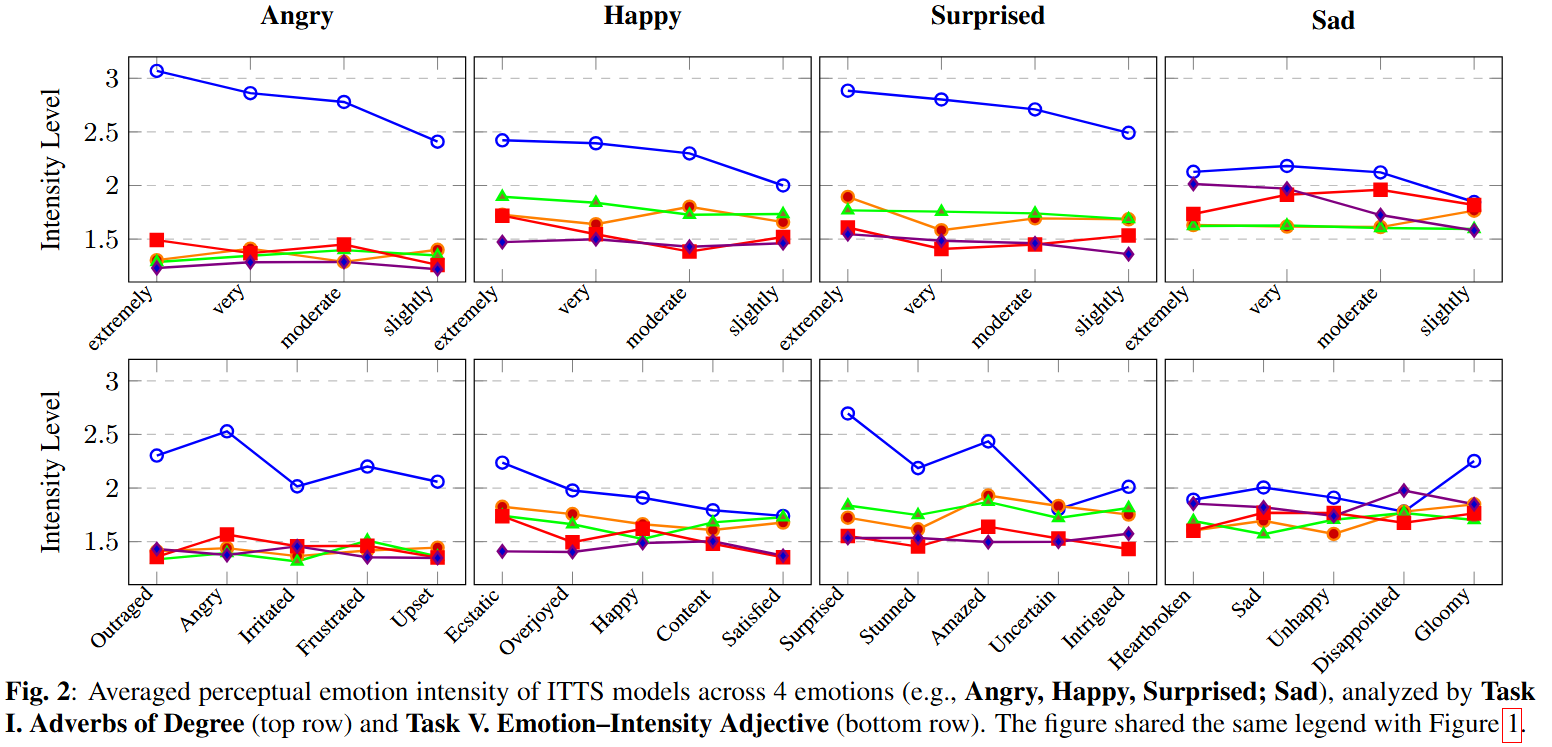 Angry Happy Surprised Sad
Intensity Level
3
2.5
2
1.5
extremely very moderate slightly extremely very moderate slightly extremely very moderate slightly extremely very moderate slightly
Intensity Level
3
2.5
2
1.5
Outraged Angry Irritated Frustrated Upset Ecstatic Overjoyed Happy Content Satisfied Surprised Stunned Amazed Uncertain Intrigued Heartbroken Sad Unhappy Disappointed Gloomy
Fig. 2: Averaged perceptual emotion intensity of ITTS models across 4 emotions (e.g., Angry, Happy, Surprised; Sad), analyzed by Task
I. Adverbs of Degree (top row) and Task V. Emotion–Intensity Adjective (bottom row). The figure shared the same legend with Figure 1.